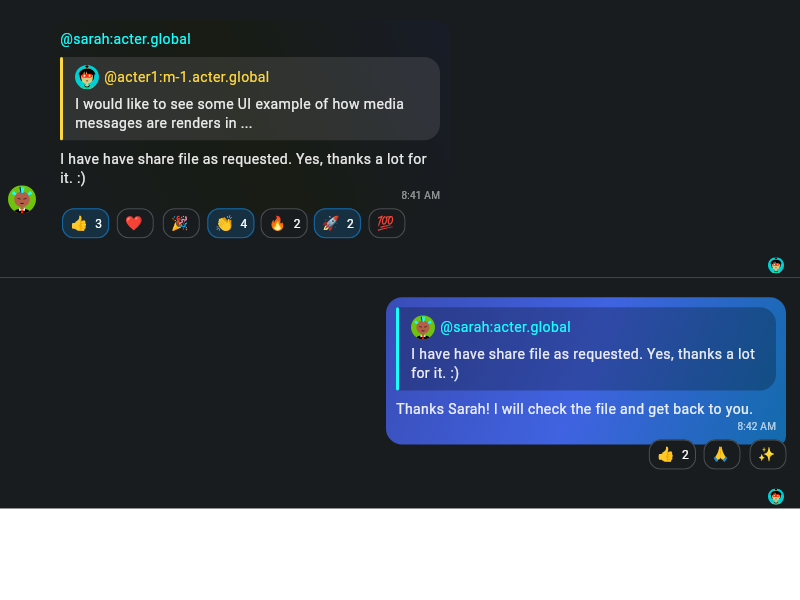 @sarah:acter.global
@acter1:m-1.acter.global
I would like to see some UI example of how media
messages are renders in ...
I have have share file as requested. Yes, thanks a lot for
it. :)
8:41 AM
👍 3 ❤️ 🎉 👏 4 🔥 2 🚀 2 💯
@sarah:acter.global
I have have share file as requested. Yes, thanks a lot
for it. :)
Thanks Sarah! I will check the file and get back to you.
8:42 AM
👍 2 🙏 ✨